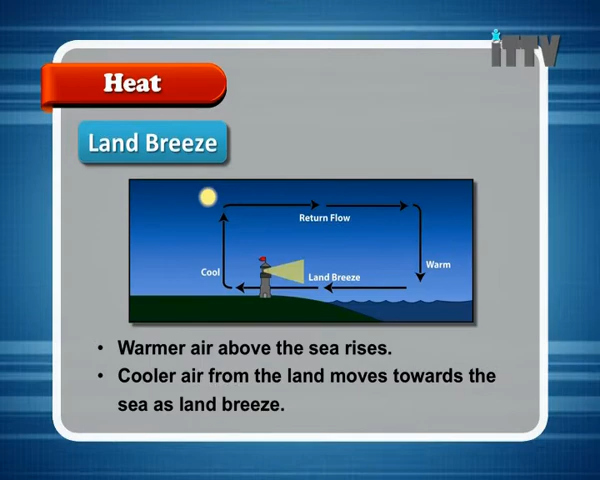 iTTV
Heat
Land Breeze
Return Flow
Cool
Warm
Land Breeze
• Warmer air above the sea rises.
• Cooler air from the land moves towards the
sea as land breeze.